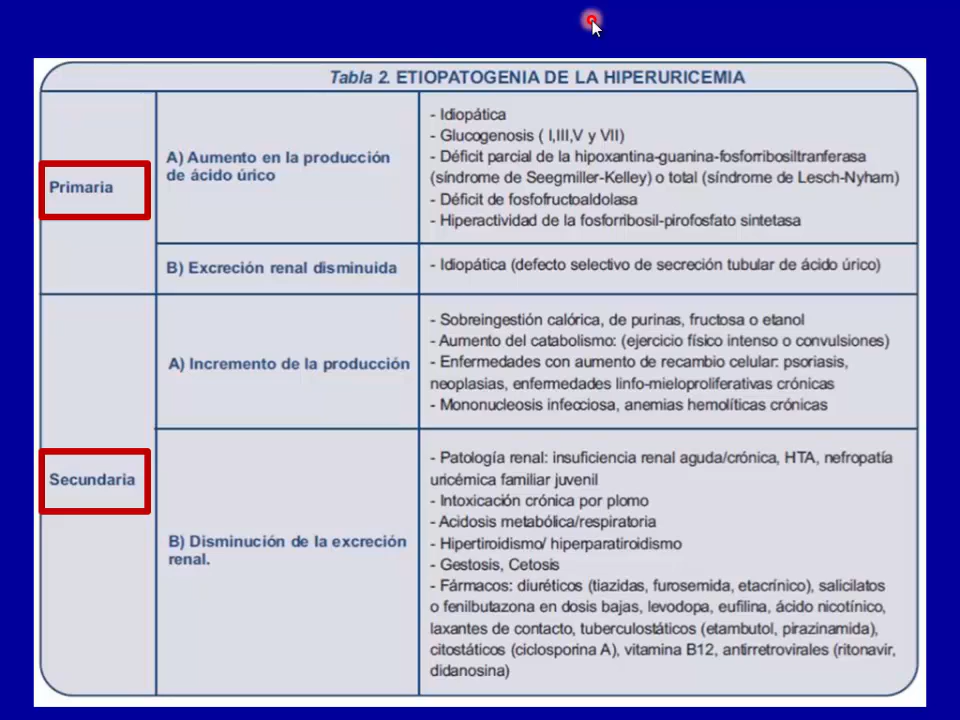 Tabla 2. ETIOPATOGENIA DE LA HIPERURICEMIA
Primaria
A) Aumento en la producción
de ácido úrico
- Idiopática
- Glucogenosis ( I,III,V y VII)
- Déficit parcial de la hipoxantina-guanina-fosforribosiltranferasa
(síndrome de Seegmiller-Kelley) o total (síndrome de Lesch-Nyham)
- Déficit de fosfofructoaldolasa
- Hiperactividad de la fosforribosil-pirofosfato sintetasa
B) Excreción renal disminuida
- Idiopática (defecto selectivo de secreción tubular de ácido úrico)
Secundaria
A) Incremento de la producción
- Sobreingestión calórica, de purinas, fructosa o etanol
- Aumento del catabolismo: (ejercicio físico intenso o convulsiones)
- Enfermedades con aumento de recambio celular: psoriasis,
neoplasias, enfermedades linfo-mieloproliferativas crónicas
- Mononucleosis infecciosa, anemias hemolíticas crónicas
B) Disminución de la excreción
renal.
- Patología renal: insuficiencia renal aguda/crónica, HTA, nefropatía
uricémica familiar juvenil
- Intoxicación crónica por plomo
- Acidosis metabólica/respiratoria
- Hipertiroidismo/ hiperparatiroidismo
- Gestosis, Cetosis
- Fármacos: diuréticos (tiazidas, furosemida, etacrínico), salicilatos
o fenilbutazona en dosis bajas, levodopa, eufilina, ácido nicotínico,
laxantes de contacto, tuberculostáticos (etambutol, pirazinamida),
citostáticos (ciclosporina A), vitamina B12, antirretrovirales (ritonavir,
didanosina)